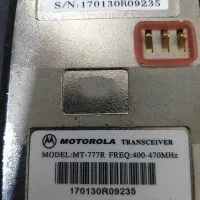 S/N:170130R09235
MOTOROLA TRANSCEIVER
MODEL:MT-777R FREQ:400-470MHz
170130R09235